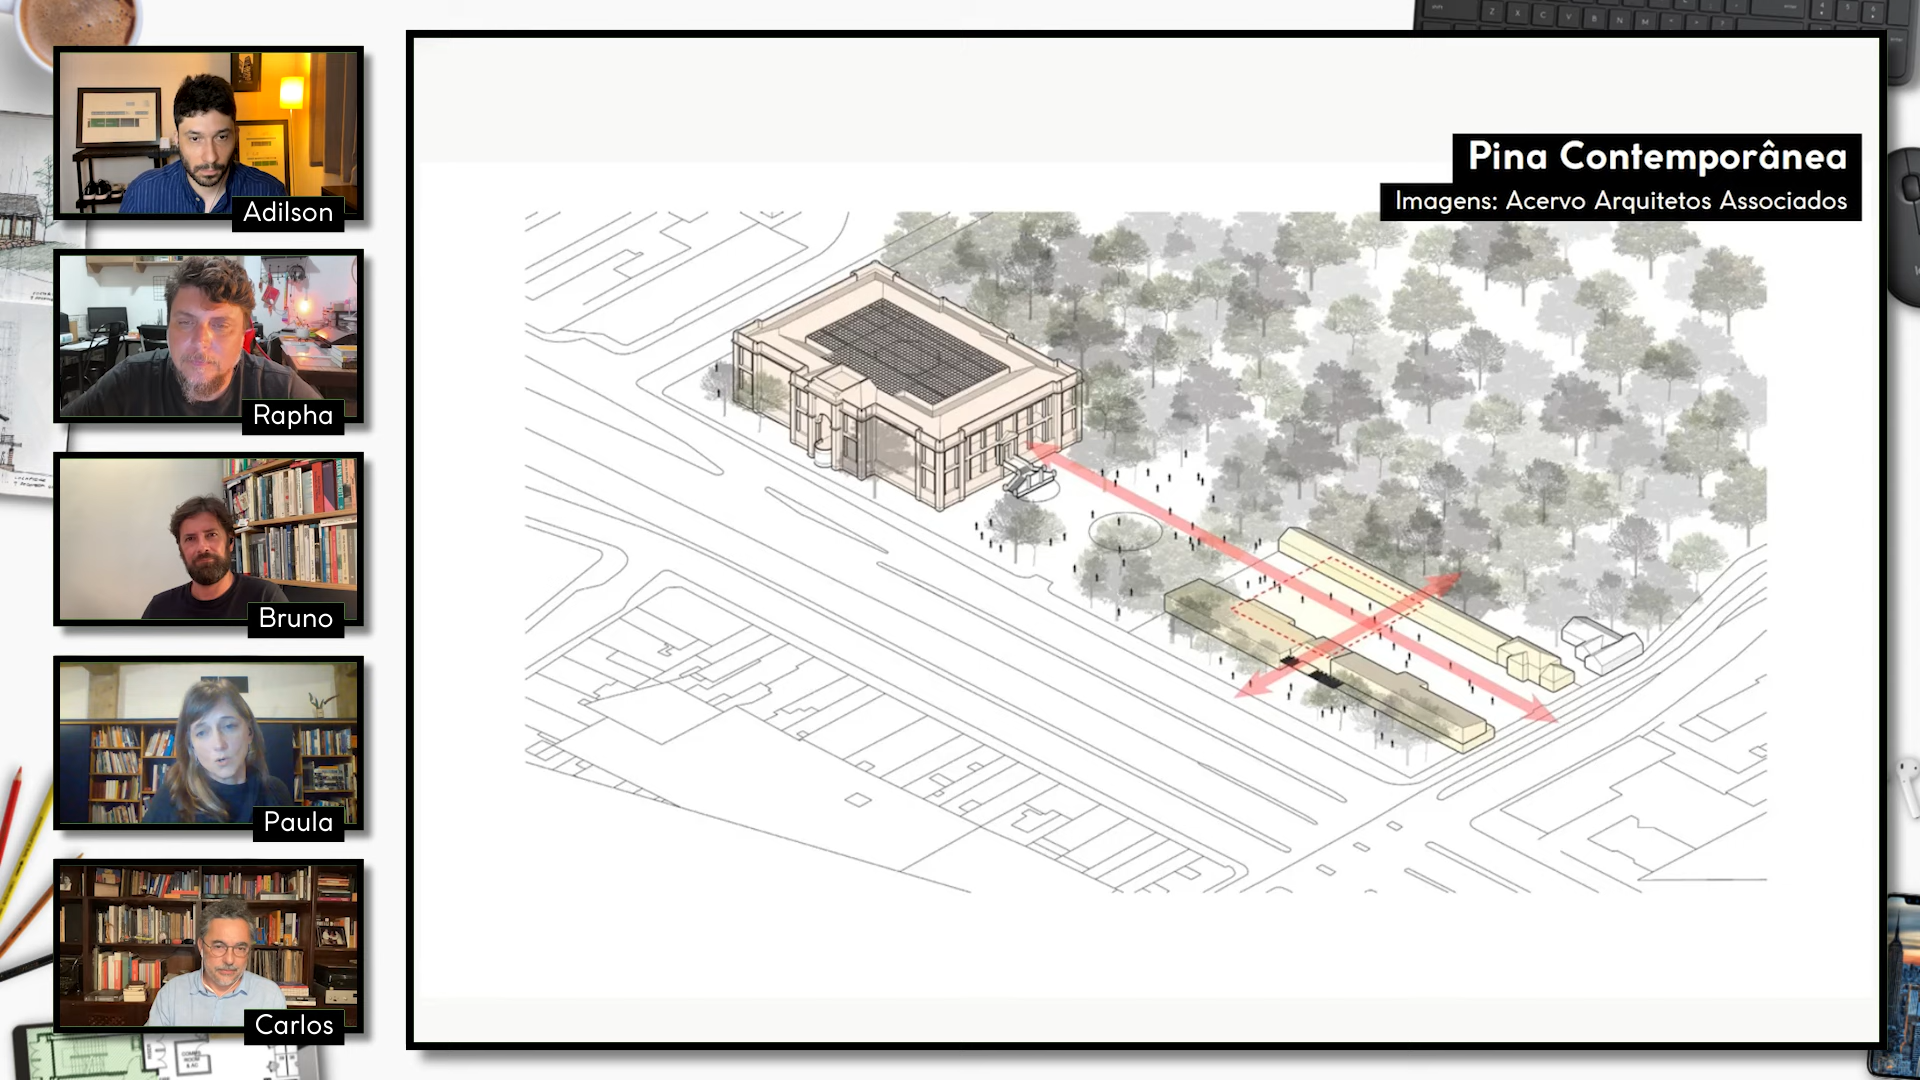 Adilson
Rapha
Bruno
Paula
Carlos
Pina Contemporânea
Imagens: Acervo Arquitetos Associados